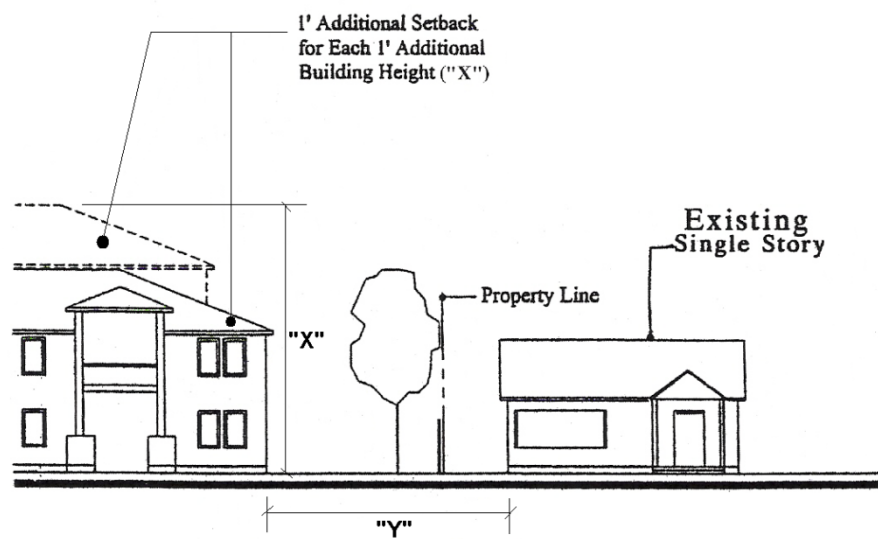 1' Additional Setback
for Each 1' Additional
Building Height ("X")
Existing
Single Story
Property Line
"X"
"Y"